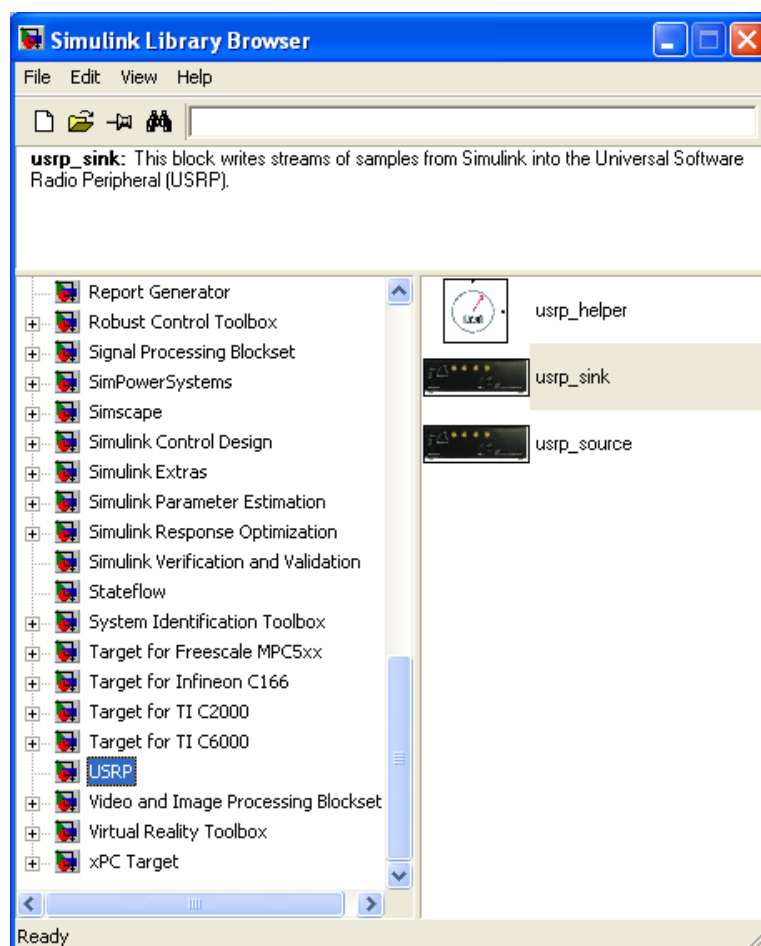 Simulink Library Browser
File Edit View Help
usrp_sink: This block writes streams of samples from Simulink into the Universal Software
Radio Peripheral (USRP).
Report Generator
Robust Control Toolbox
Signal Processing Blockset
SimPowerSystems
Simscape
Simulink Control Design
Simulink Extras
Simulink Parameter Estimation
Simulink Response Optimization
Simulink Verification and Validation
Stateflow
System Identification Toolbox
Target for Freescale MPC5xx
Target for Infineon C166
Target for TI C2000
Target for TI C6000
USRP
Video and Image Processing Blockset
Virtual Reality Toolbox
xPC Target
usrp_helper
usrp_sink
usrp_source
Ready